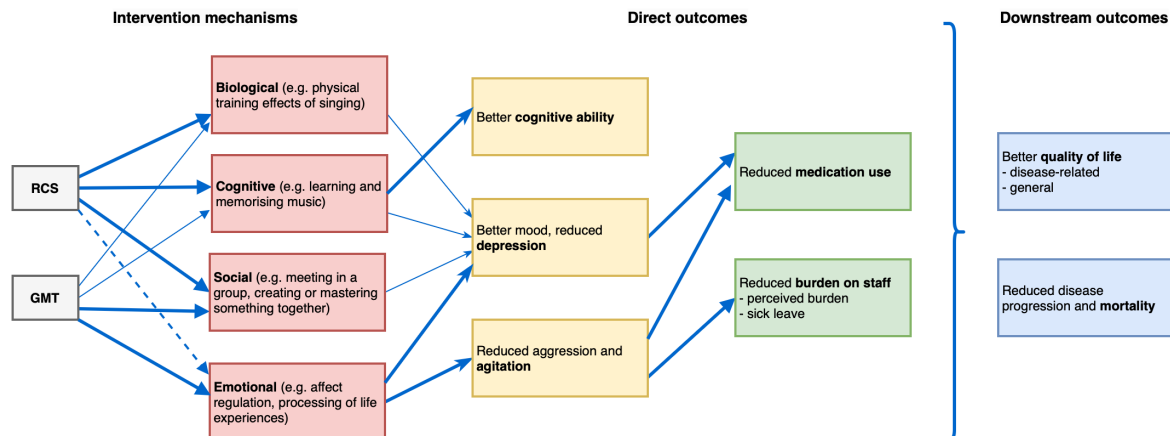 Intervention mechanisms
Direct outcomes
Downstream outcomes
RCS
GMT
Biological (e.g. physical
training effects of singing)
Cognitive (e.g. learning and
memorising music)
Social (e.g. meeting in a
group, creating or mastering
something together)
Emotional (e.g. affect
regulation, processing of life
experiences)
Better cognitive ability
Better mood, reduced
depression
Reduced aggression and
agitation
Reduced medication use
Reduced burden on staff
- perceived burden
- sick leave
Better quality of life
- disease-related
- general
Reduced disease
progression and mortality